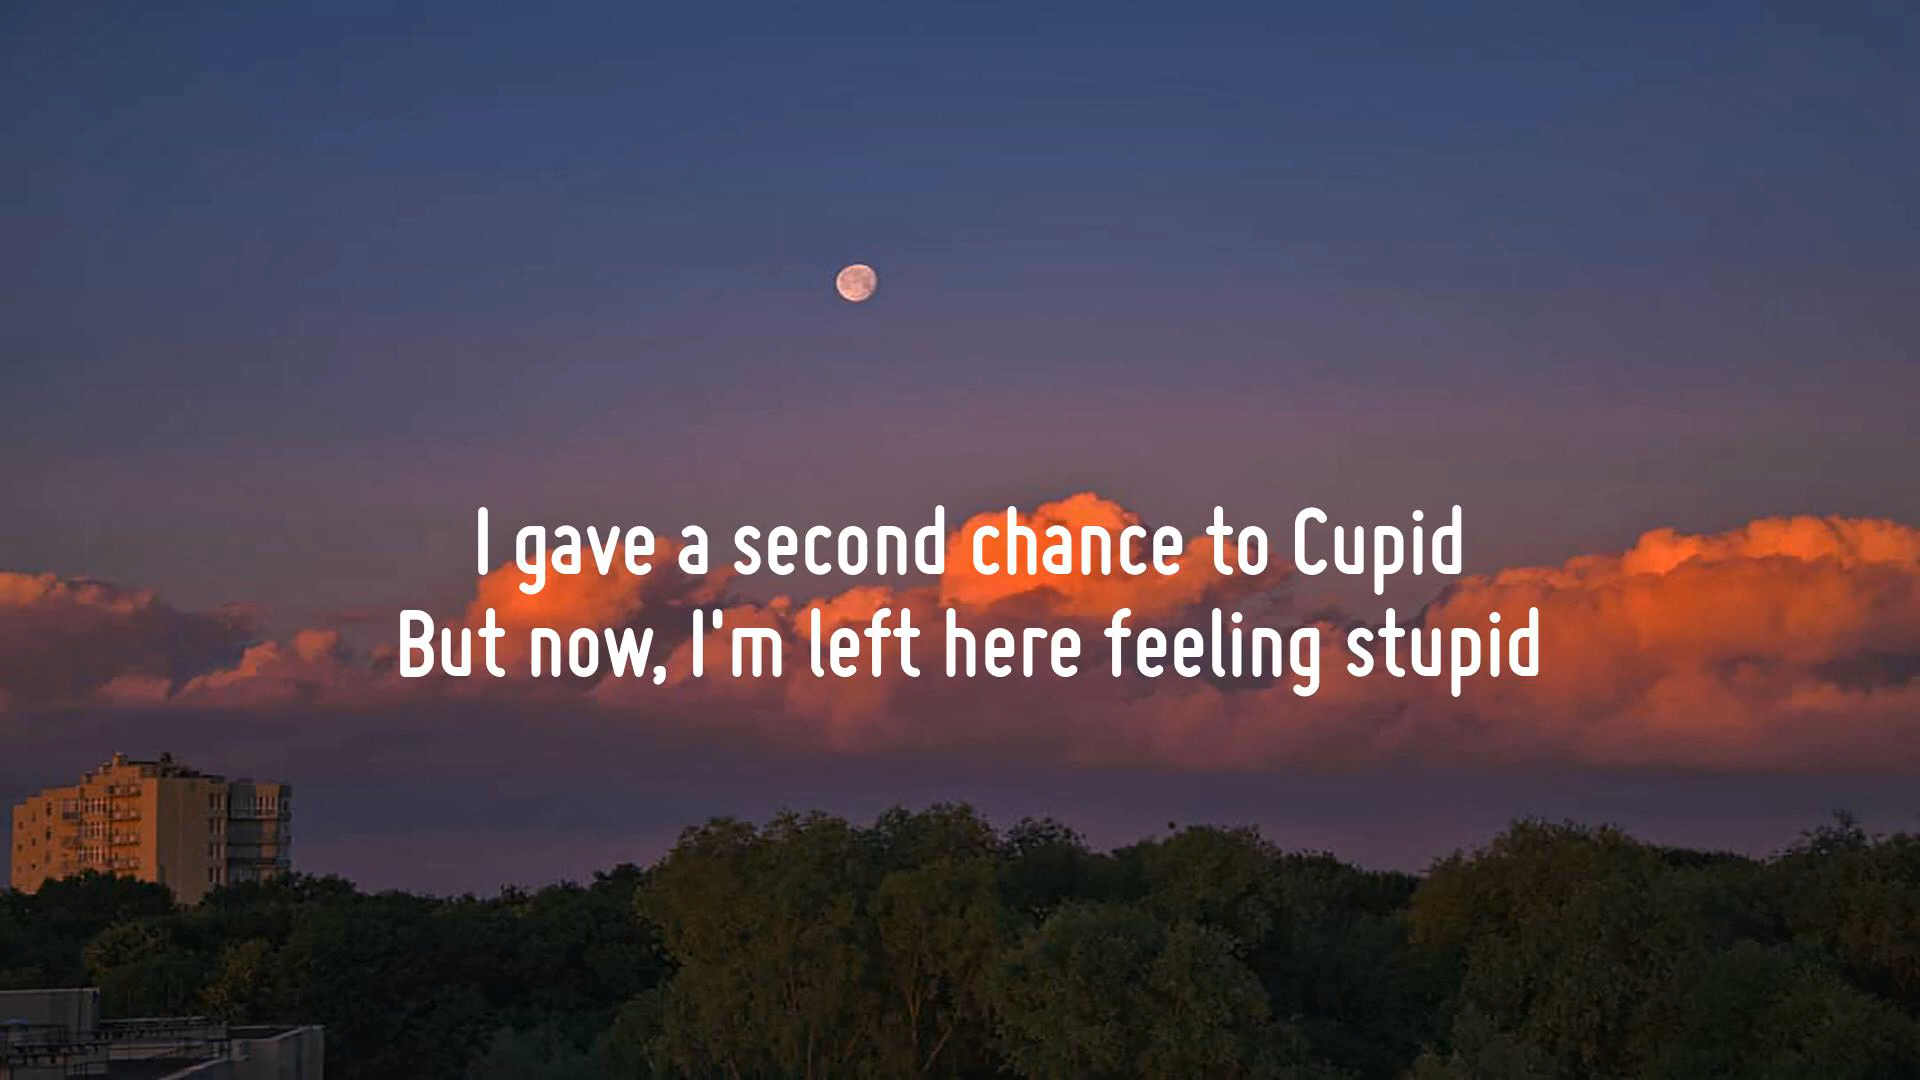 I gave a second chance to Cupid
But now, I'm left here feeling stupid